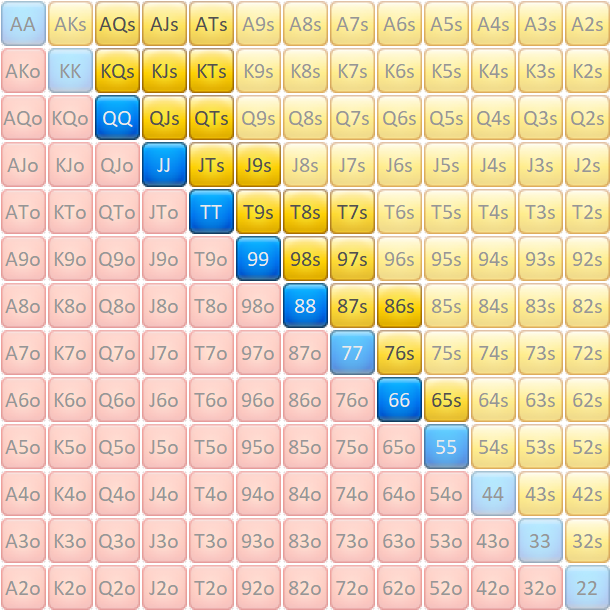 AA AKs AQs AJs ATs A9s A8s A7s A6s A5s A4s A3s A2s
AKo KK KQs KJs KTs K9s K8s K7s K6s K5s K4s K3s K2s
AQo KQo QQ QJs QTs Q9s Q8s Q7s Q6s Q5s Q4s Q3s Q2s
AJo KJo QJo JJ JTs J9s J8s J7s J6s J5s J4s J3s J2s
ATo KTo QTo JTo TT T9s T8s T7s T6s T5s T4s T3s T2s
A9o K9o Q9o J9o T9o 99 98s 97s 96s 95s 94s 93s 92s
A8o K8o Q8o J8o T8o 98o 88 87s 86s 85s 84s 83s 82s
A7o K7o Q7o J7o T7o 97o 87o 77 76s 75s 74s 73s 72s
A6o K6o Q6o J6o T6o 96o 86o 76o 66 65s 64s 63s 62s
A5o K5o Q5o J5o T5o 95o 85o 75o 65o 55 54s 53s 52s
A4o K4o Q4o J4o T4o 94o 84o 74o 64o 54o 44 43s 42s
A3o K3o Q3o J3o T3o 93o 83o 73o 63o 53o 43o 33 32s
A2o K2o Q2o J2o T2o 92o 82o 72o 62o 52o 42o 32o 22